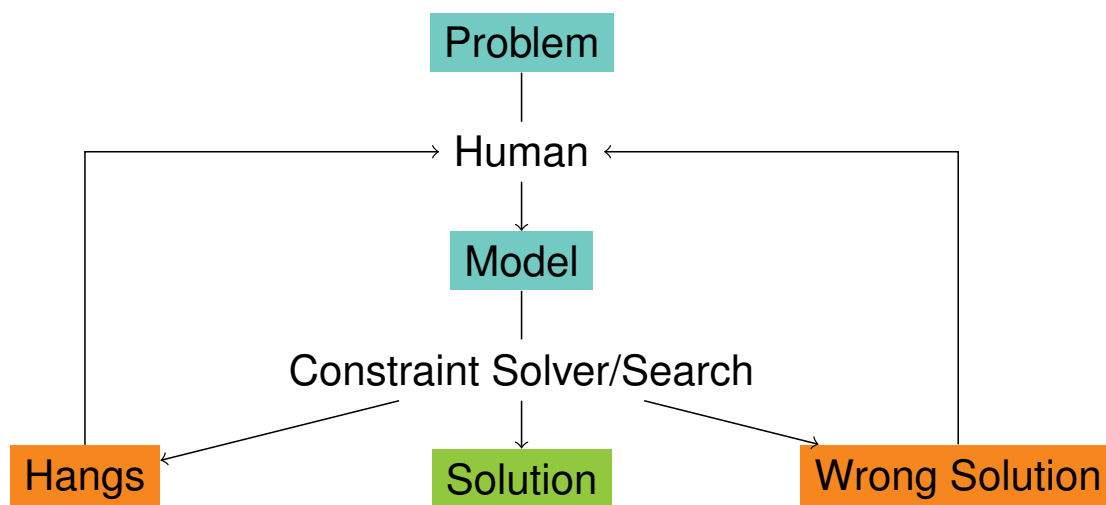 Problem
Human
Model
Constraint Solver/Search
Hangs
Solution
Wrong Solution